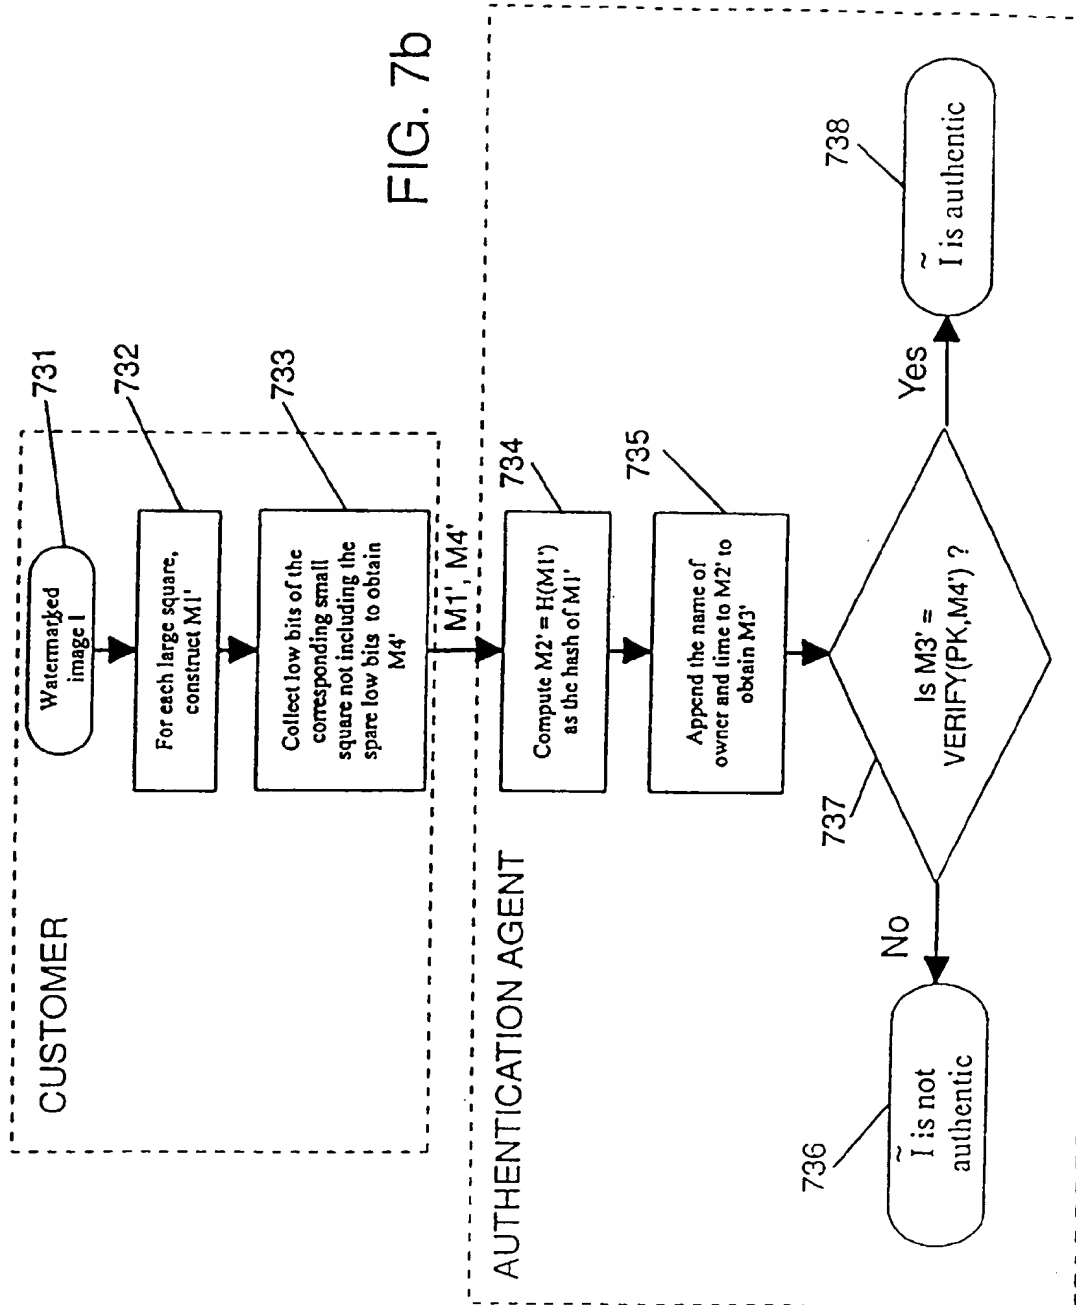 FIG. 7b
CUSTOMER
731
Watermarked
image I
732
For each large square,
construct M1'
733
Collect low bits of the
corresponding small
square not including the
spare low bits to obtain
M4'
M1', M4'
AUTHENTICATION AGENT
734
Compute M2' = H(M1')
as the hash of M1'
735
Append the name of
owner and time to M2' to
obtain M3'
737
Is M3' =
VERIFY(PK,M4') ?
No
Yes
736
Ĩ is not
authentic
738
Ĩ is authentic